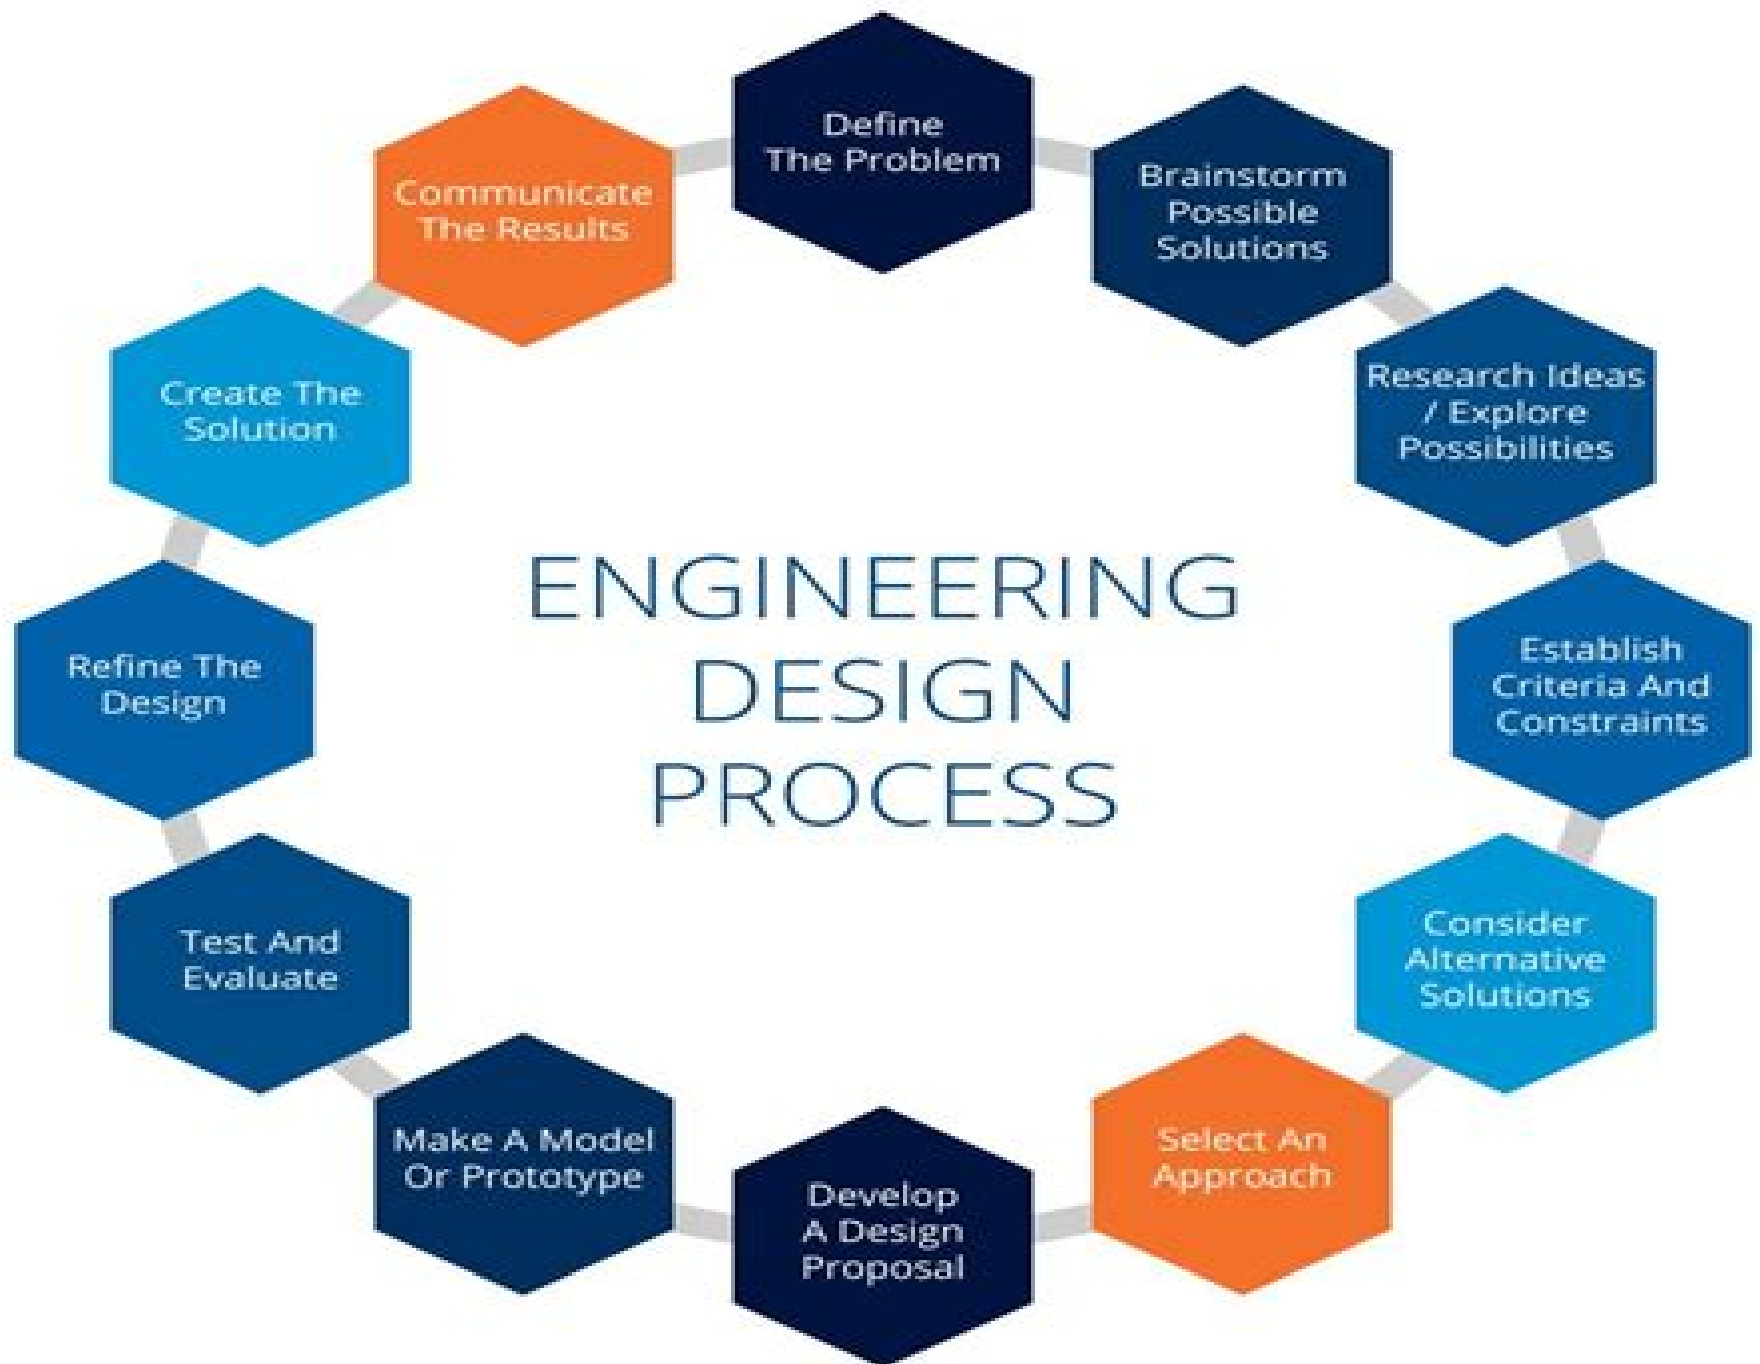 Define
The Problem
Brainstorm
Possible
Solutions
Research Ideas
/ Explore
Possibilities
Establish
Criteria And
Constraints
Consider
Alternative
Solutions
Select An
Approach
Develop
A Design
Proposal
Make A Model
Or Prototype
Test And
Evaluate
Refine The
Design
Create The
Solution
Communicate
The Results
ENGINEERING
DESIGN
PROCESS